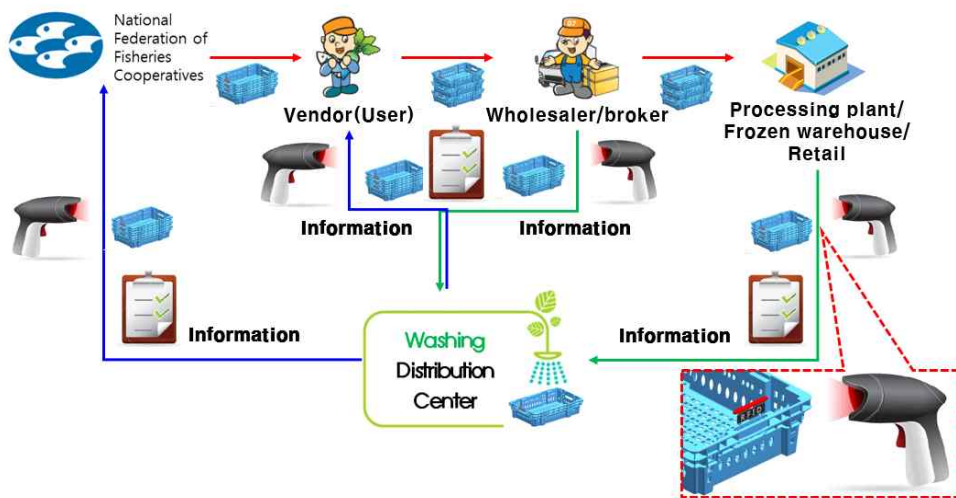 National
Federation of
Fisheries
Cooperatives
Vendor(User)
Wholesaler/broker
Processing plant/
Frozen warehouse/
Retail
Information
Information
Information
Information
Washing
Distribution
Center